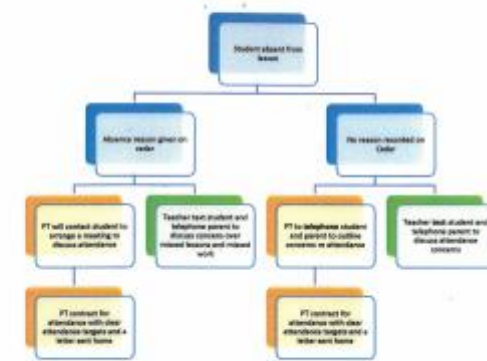 Student absent from
lesson
Absence reason given on
cedar
No reason recorded on
Cedar
PT will contact student to
arrange a meeting to
discuss attendance
Teacher text student and
telephone parent to
discuss concerns over
missed lessons and missed
work
PT to telephone student
and parent to outline
concerns re attendance
Teacher text student and
telephone parent to
discuss attendance
concerns
PT contract for
attendance with clear
attendance targets and a
letter sent home
PT contract for
attendance with clear
attendance targets and a
letter sent home